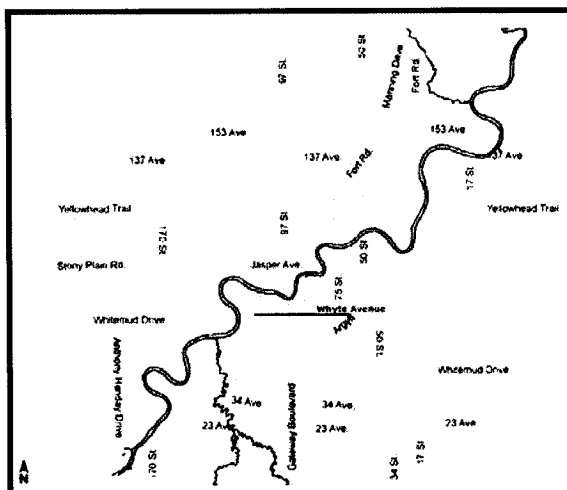 50 St.
97 St.
Manning Drive
Fort Rd.
153 Ave
153 Ave
137 Ave
137 Ave.
37 Ave
Fort Rd.
17 St
Yellowhead Trail
Yellowhead Trail
97 St
170 St
50 St
Stony Plain Rd.
Jasper Ave
75 St
Whitemud Drive
Whyte Avenue
50 St.
Anthony Henday Drive
Whitemud Drive
34 Ave
34 Ave.
23 Ave
23 Ave.
23 Ave
Gateway Boulevard
170 St
34 St
17 St
N